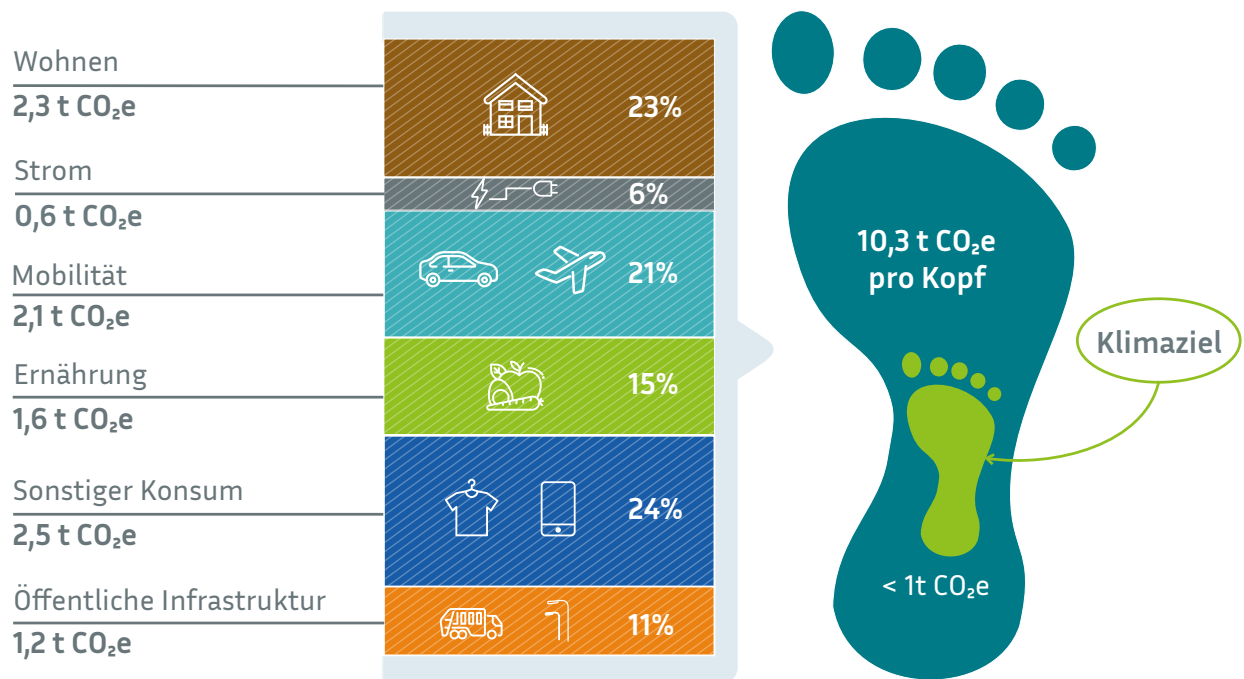 Wohnen
2,3 t CO₂e
23%
Strom
0,6 t CO₂e
6%
Mobilität
2,1 t CO₂e
21%
Ernährung
1,6 t CO₂e
15%
Sonstiger Konsum
2,5 t CO₂e
24%
Öffentliche Infrastruktur
1,2 t CO₂e
11%
10,3 t CO₂e
pro Kopf
Klimaziel
< 1t CO₂e